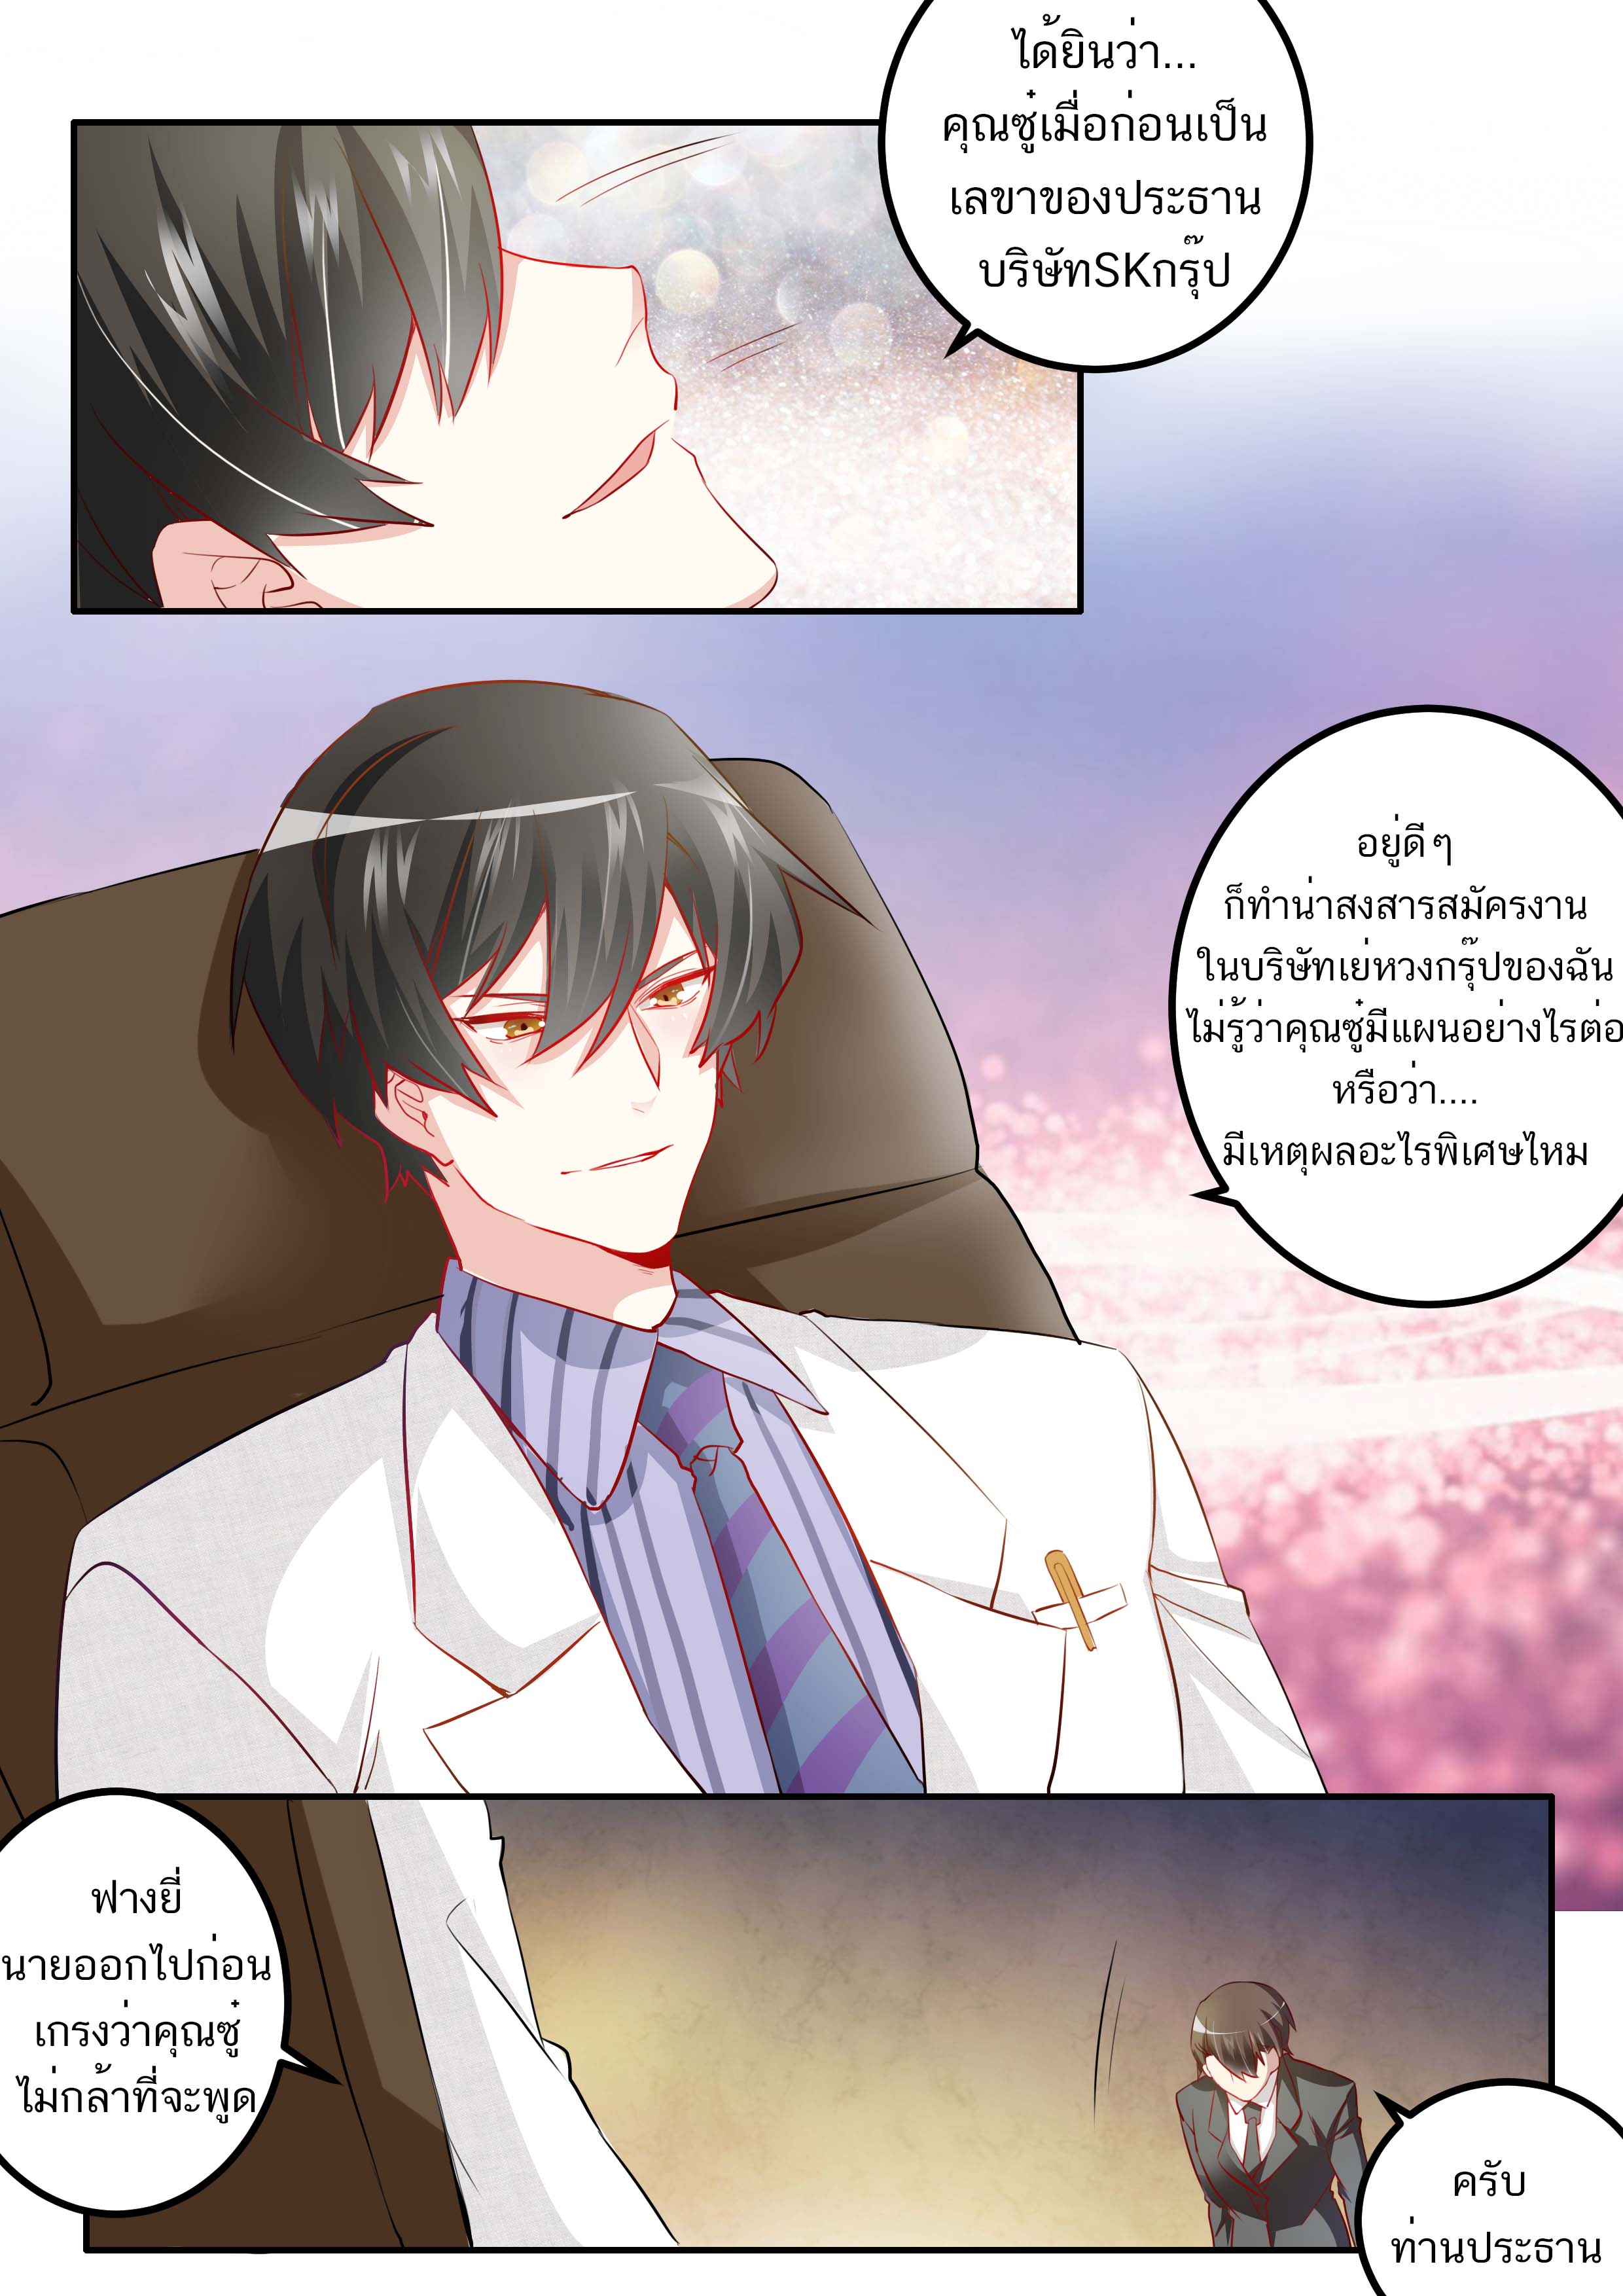 ได้ยินว่า...
คุณซู๋เมื่อก่อนเป็น
เลขาของประธาน
บริษัทSKกรุ๊ป
อยู่ดีๆ
ก็ทำน่าสงสารสมัครงาน
ในบริษัทเย่หวงกรุ๊ปของฉัน
ไม่รู้ว่าคุณซู๋มีแผนอย่างไรต่อ
หรือว่า....
มีเหตุผลอะไรพิเศษไหม
ฟางยี่
นายออกไปก่อน
เกรงว่าคุณซู๋
ไม่กล้าที่จะพูด
ครับ
ท่านประธาน